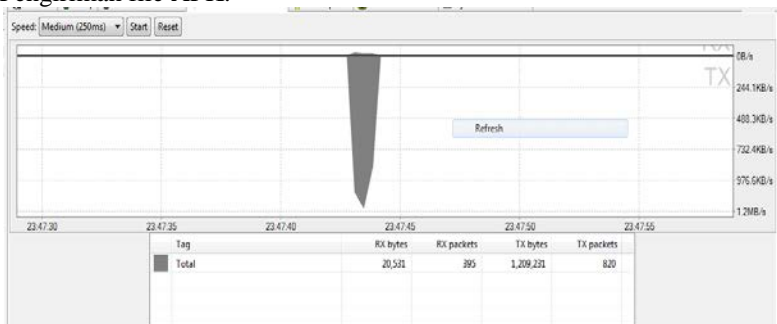 Speed: Medium (250ms) Start Reset
RX
0B/s
TX
244.1KB/s
488.3KB/s
Refresh
732.4KB/s
976.6KB/s
1.2MB/s
23.47.30 23.47.35 23.47.40 23.47.45 23.47.50 23.47.55
Tag RX bytes RX packets TX bytes TX packets
Total 20,531 395 1,209,231 820